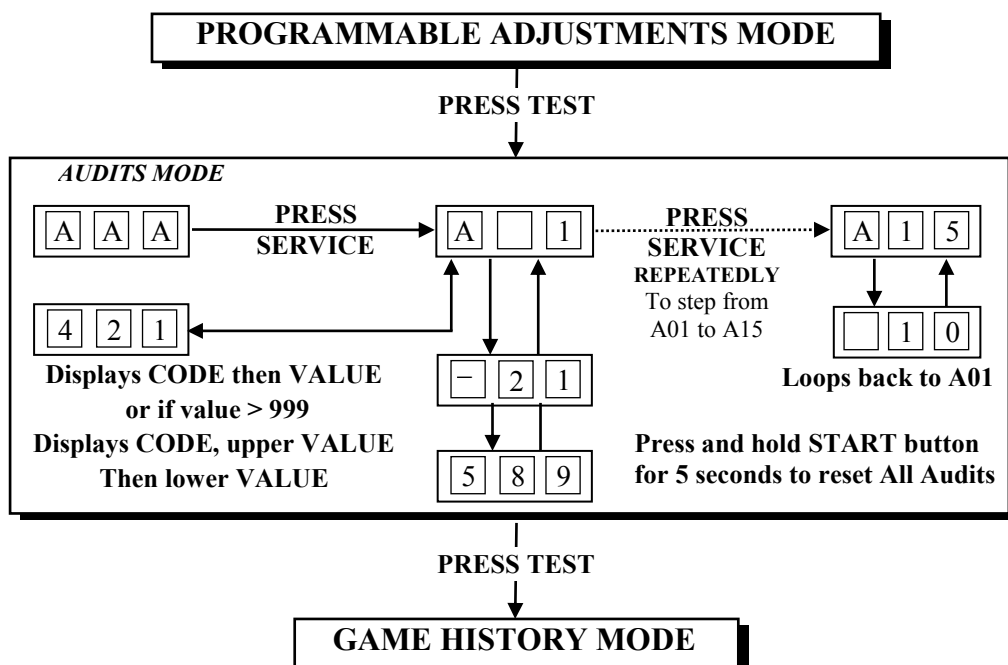 PROGRAMMABLE ADJUSTMENTS MODE
PRESS TEST
AUDITS MODE
A A A
PRESS
SERVICE
A 1
PRESS
SERVICE
REPEATEDLY
To step from
A01 to A15
A 1 5
4 2 1
1 0
Displays CODE then VALUE
or if value > 999
Displays CODE, upper VALUE
Then lower VALUE
– 2 1
5 8 9
Loops back to A01
Press and hold START button
for 5 seconds to reset All Audits
PRESS TEST
GAME HISTORY MODE